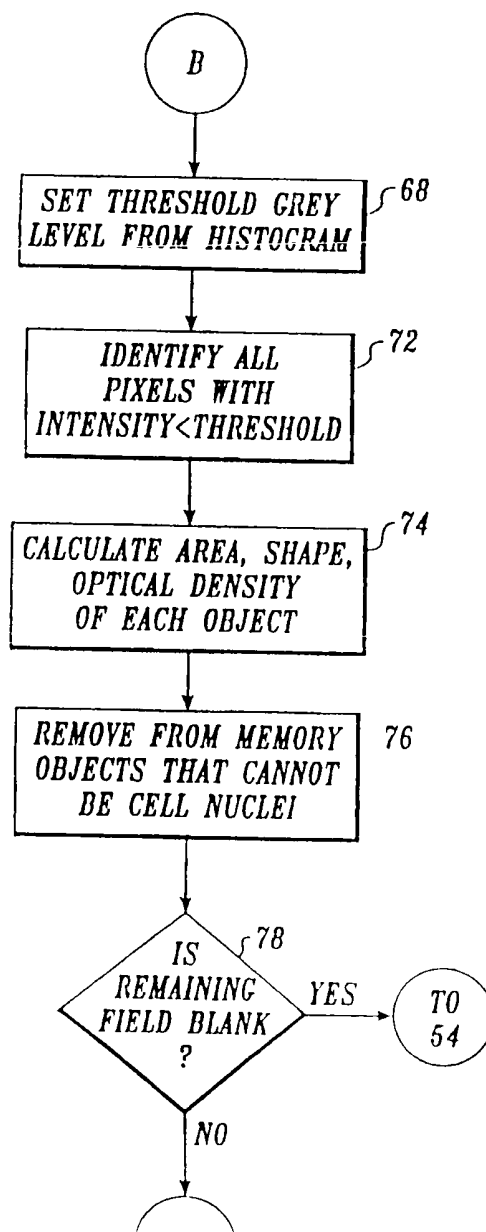 B
SET THRESHOLD GREY
LEVEL FROM HISTOGRAM
68
IDENTIFY ALL
PIXELS WITH
INTENSITY<THRESHOLD
72
CALCULATE AREA, SHAPE,
OPTICAL DENSITY
OF EACH OBJECT
74
REMOVE FROM MEMORY
OBJECTS THAT CANNOT
BE CELL NUCLEI
76
IS
REMAINING
FIELD BLANK
?
78
YES
TO
54
NO